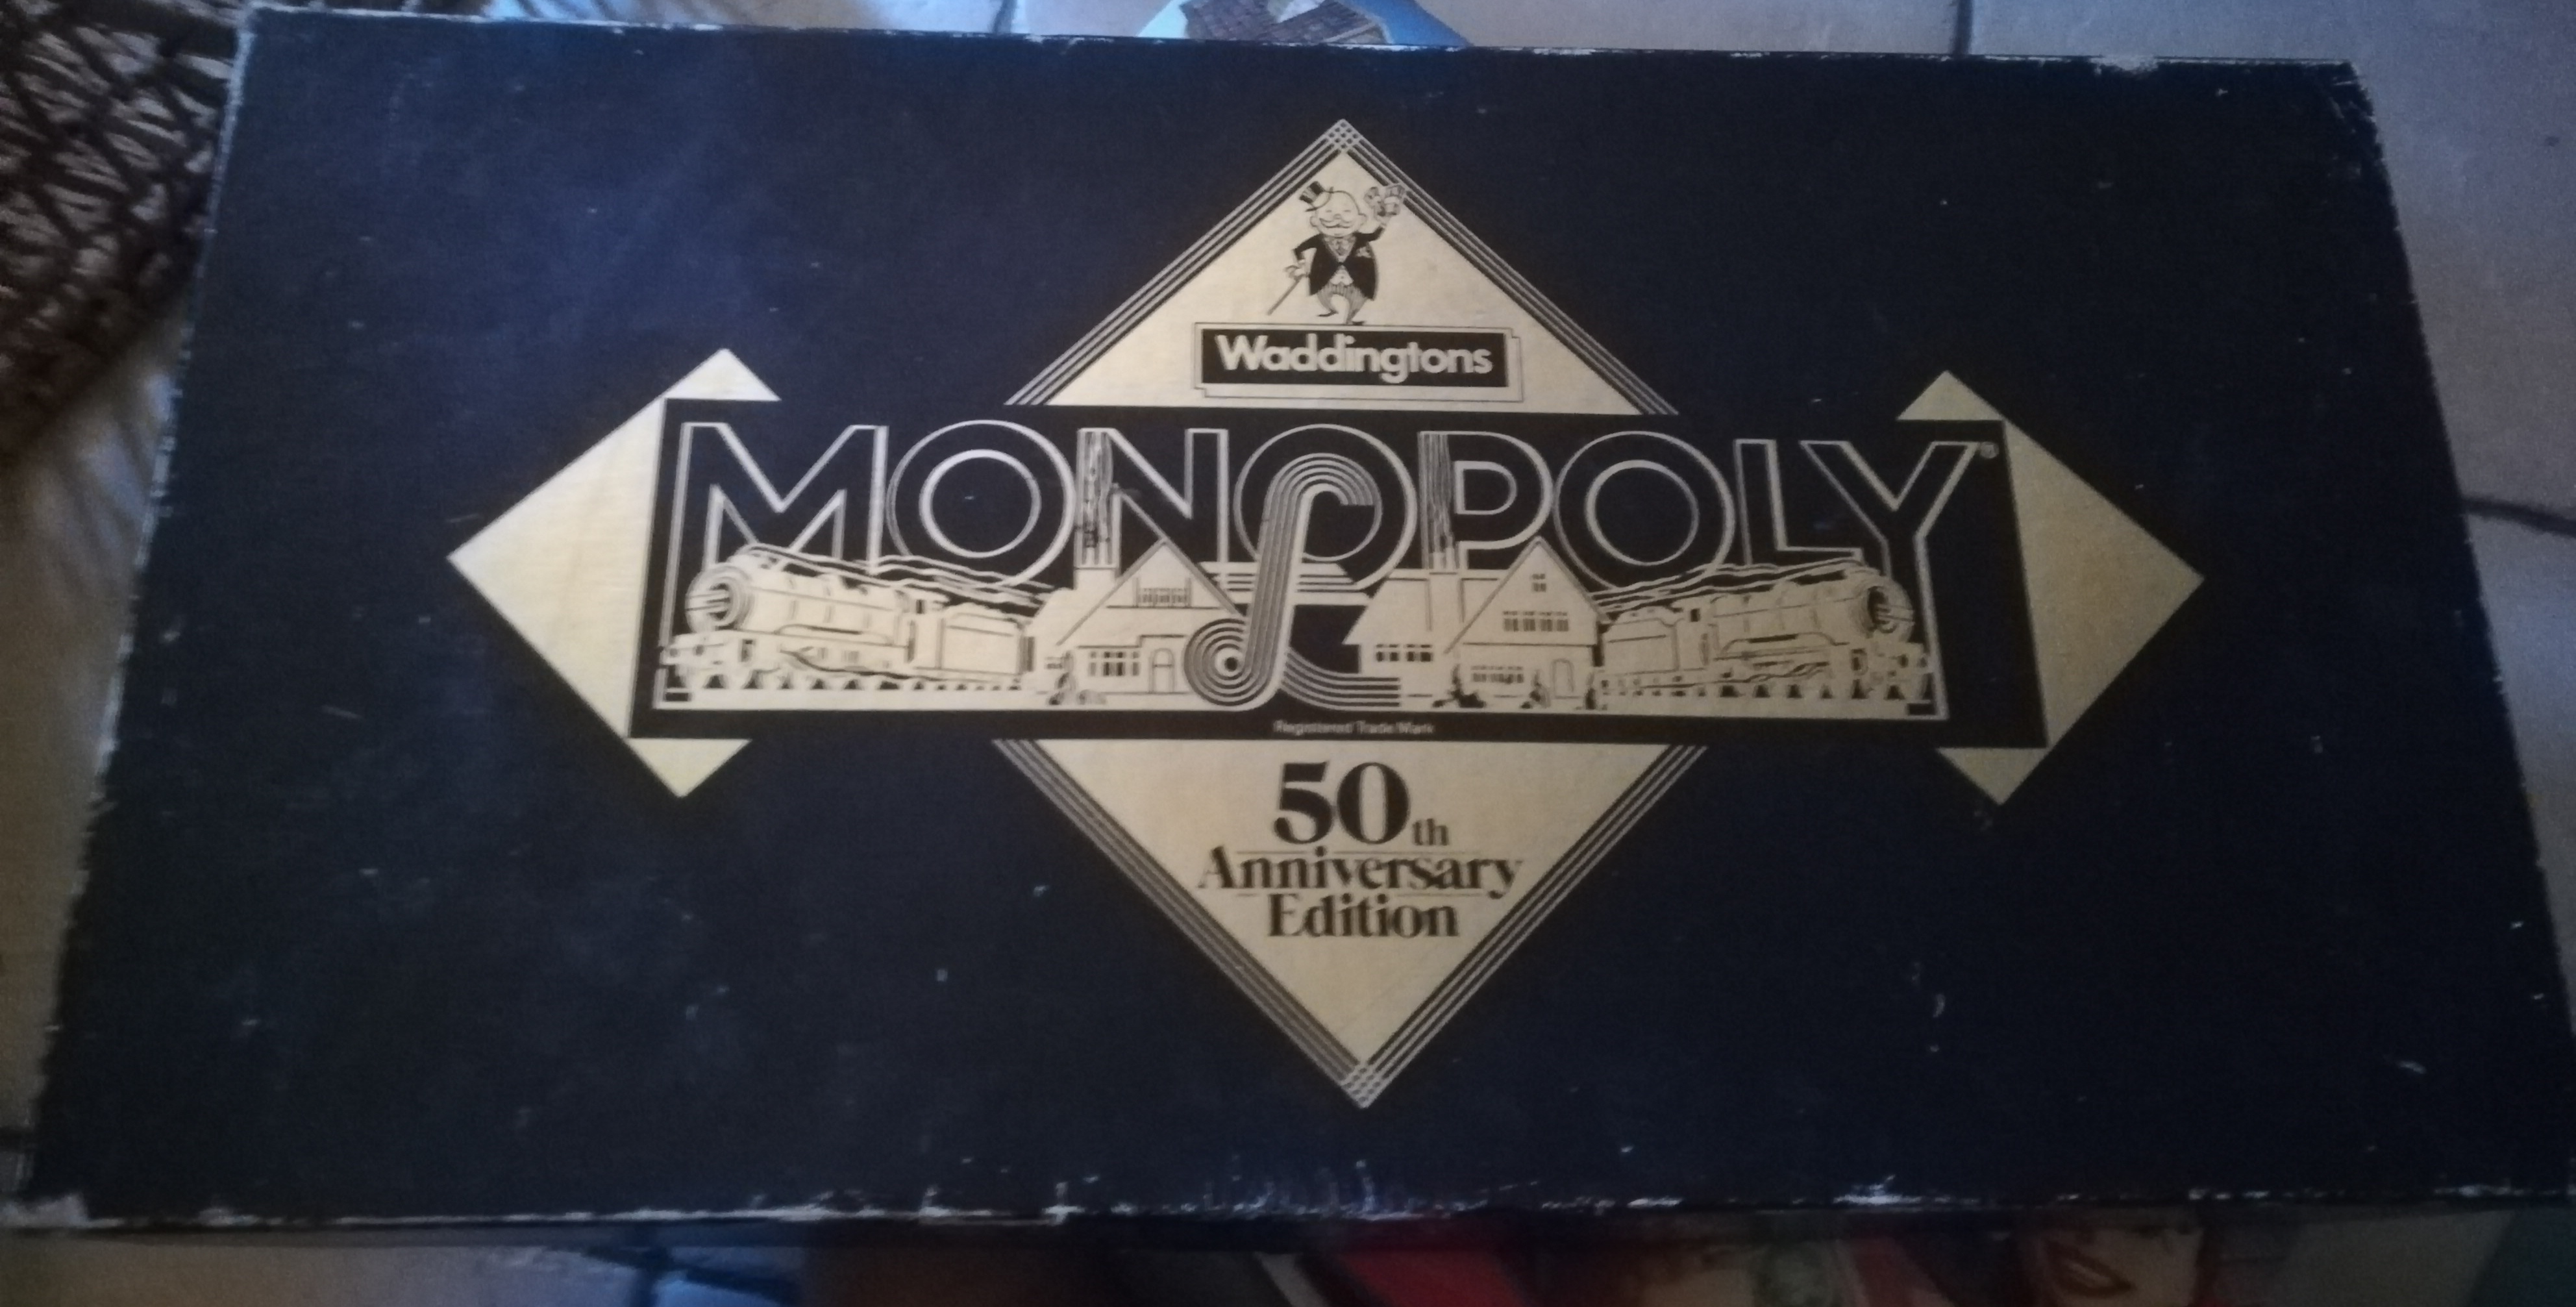 Waddingtons
MONOPOLY®
Registered Trade Mark
50th
Anniversary
Edition